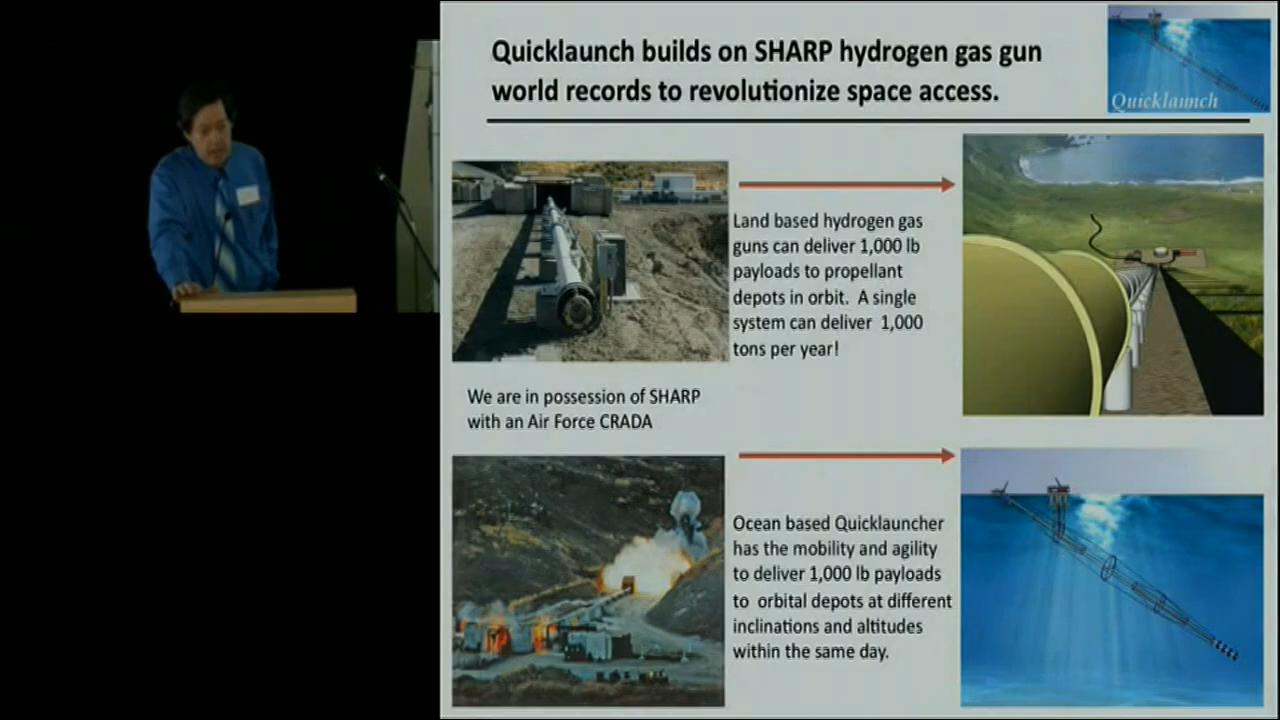 Quicklaunch builds on SHARP hydrogen gas gun
world records to revolutionize space access.
Quicklaunch
Land based hydrogen gas
guns can deliver 1,000 lb
payloads to propellant
depots in orbit. A single
system can deliver 1,000
tons per year!
We are in possession of SHARP
with an Air Force CRADA
Ocean based Quicklauncher
has the mobility and agility
to deliver 1,000 lb payloads
to orbital depots at different
inclinations and altitudes
within the same day.